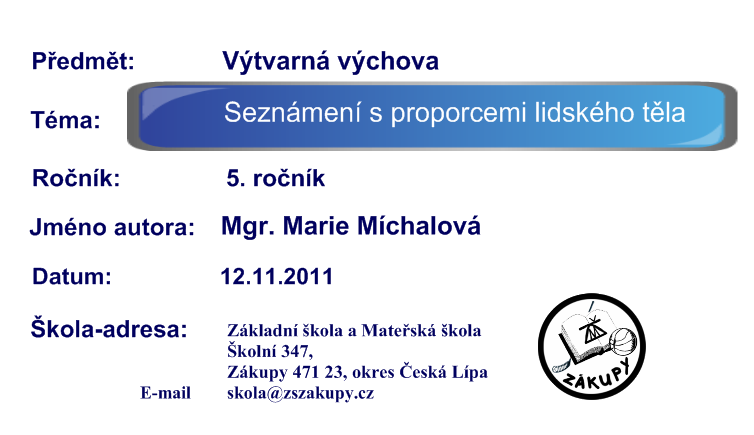 Předmět: Výtvarná výchova
Téma: Seznámení s proporcemi lidského těla
Ročník: 5. ročník
Jméno autora: Mgr. Marie Míchalová
Datum: 12.11.2011
Škola-adresa: Základní škola a Mateřská škola
Školní 347,
Zákupy 471 23, okres Česká Lípa
E-mail skola@zszakupy.cz
ZÁKUPY